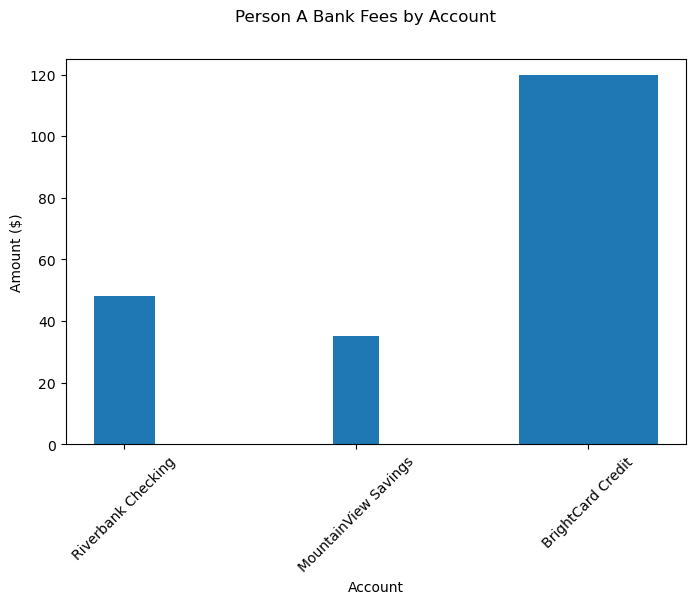 Person A Bank Fees by Account
Amount ($)
120
100
80
60
40
20
0
Riverbank Checking
MountainView Savings
BrightCard Credit
Account